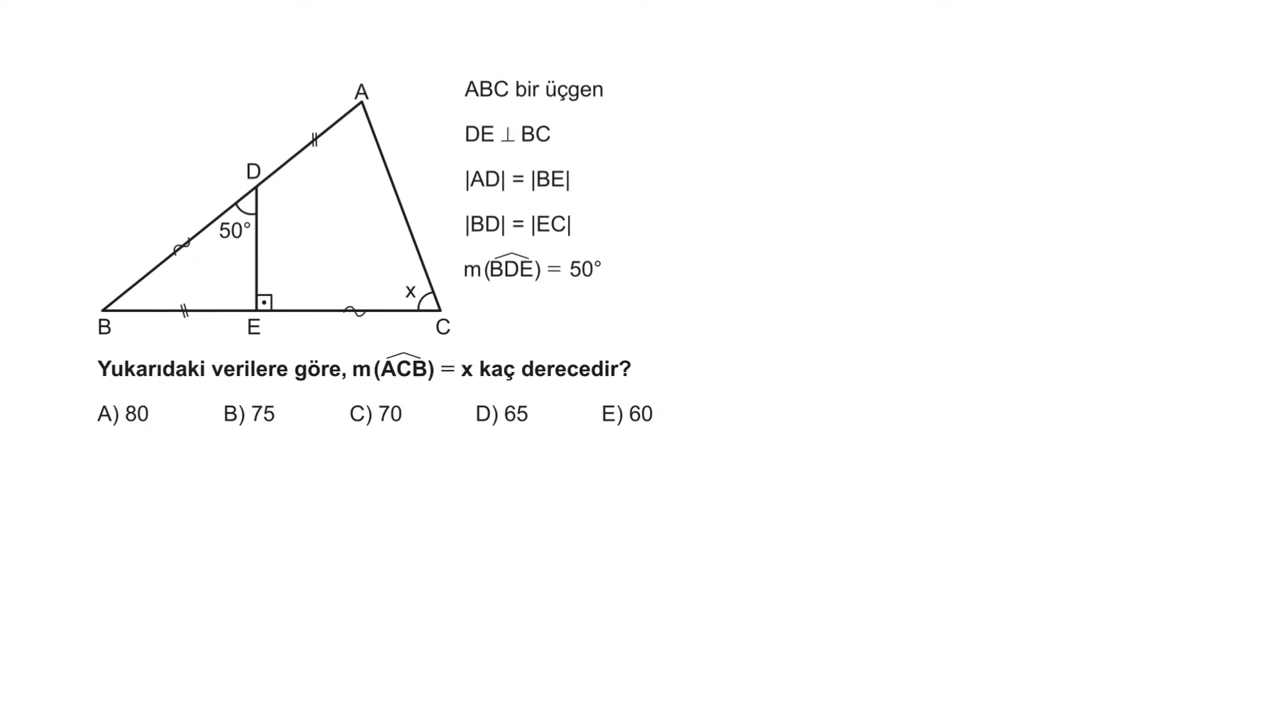 A
ABC bir üçgen
DE ⊥ BC
D
|AD| = |BE|
50°
|BD| = |EC|
m(BDE) = 50°
x
B
E
C
Yukarıdaki verilere göre, m(ACB) = x kaç derecedir?
A) 80 B) 75 C) 70 D) 65 E) 60